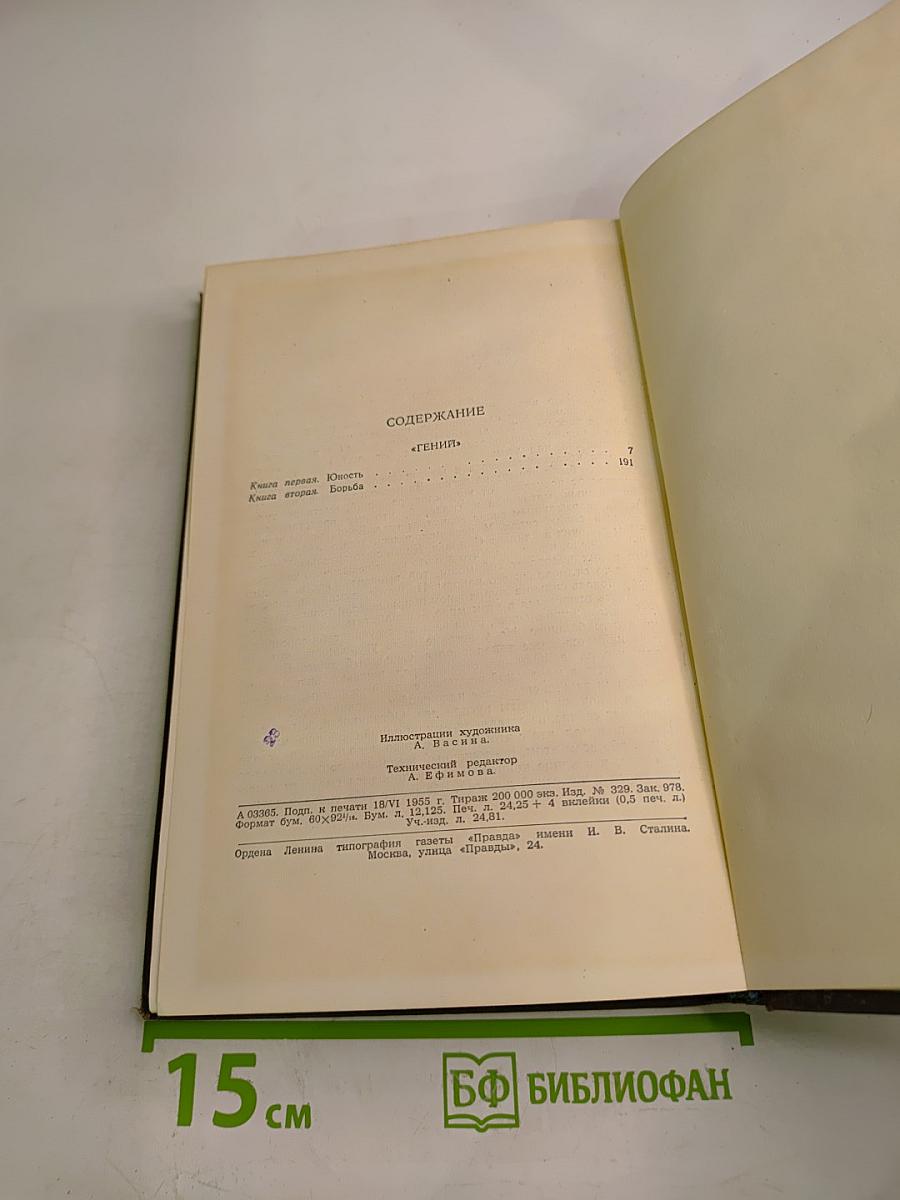 СОДЕРЖАНИЕ
«ГЕНИЙ»
Книга первая. Юность . . . . . . . . . . . . . . . . 7
Книга вторая. Борьба . . . . . . . . . . . . . . . . 191
Иллюстрации художника
А. Васина.
Технический редактор
А. Ефимова.
А 03365. Подп. к печати 18/VI 1955 г. Тираж 200 000 экз. Изд. № 329. Зак. 978.
Формат бум. 60×92¹/₁₆. Бум. л. 12,125. Печ. л. 24,25 + 4 вклейки (0,5 печ. л.)
Уч.-изд. л. 24,81.
Ордена Ленина типография газеты «Правда» имени И. В. Сталина.
Москва, улица «Правды», 24.
15 см
БФ БИБЛИОФАН